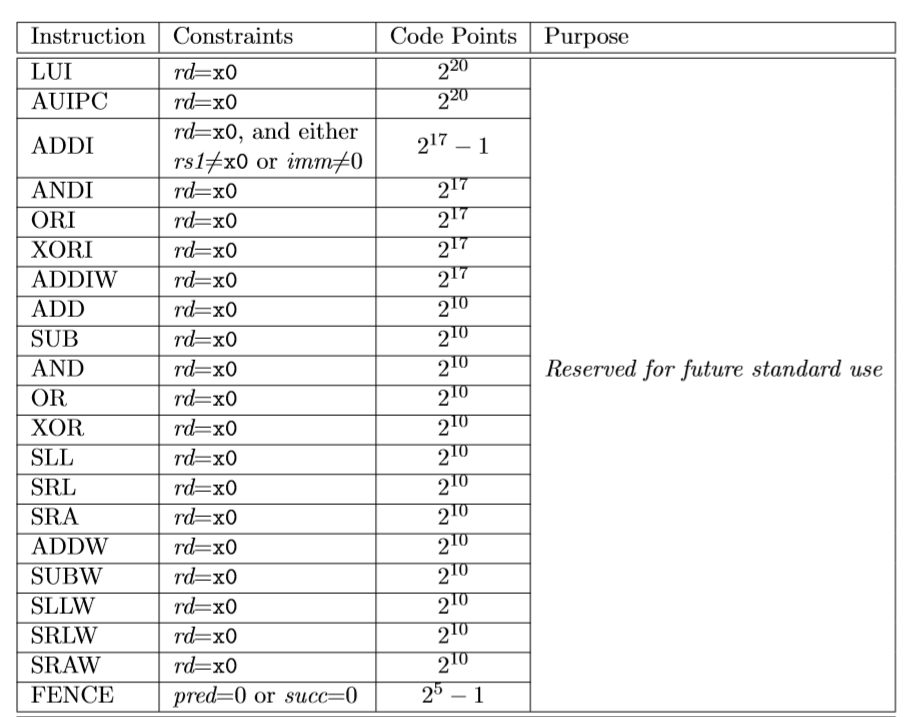 Instruction Constraints Code Points Purpose
LUI rd=x0 2^20
AUIPC rd=x0 2^20
ADDI rd=x0, and either rs1≠x0 or imm≠0 2^17 − 1
ANDI rd=x0 2^17
ORI rd=x0 2^17
XORI rd=x0 2^17
ADDIW rd=x0 2^17
ADD rd=x0 2^10
SUB rd=x0 2^10
AND rd=x0 2^10 Reserved for future standard use
OR rd=x0 2^10
XOR rd=x0 2^10
SLL rd=x0 2^10
SRL rd=x0 2^10
SRA rd=x0 2^10
ADDW rd=x0 2^10
SUBW rd=x0 2^10
SLLW rd=x0 2^10
SRLW rd=x0 2^10
SRAW rd=x0 2^10
FENCE pred=0 or succ=0 2^5 − 1